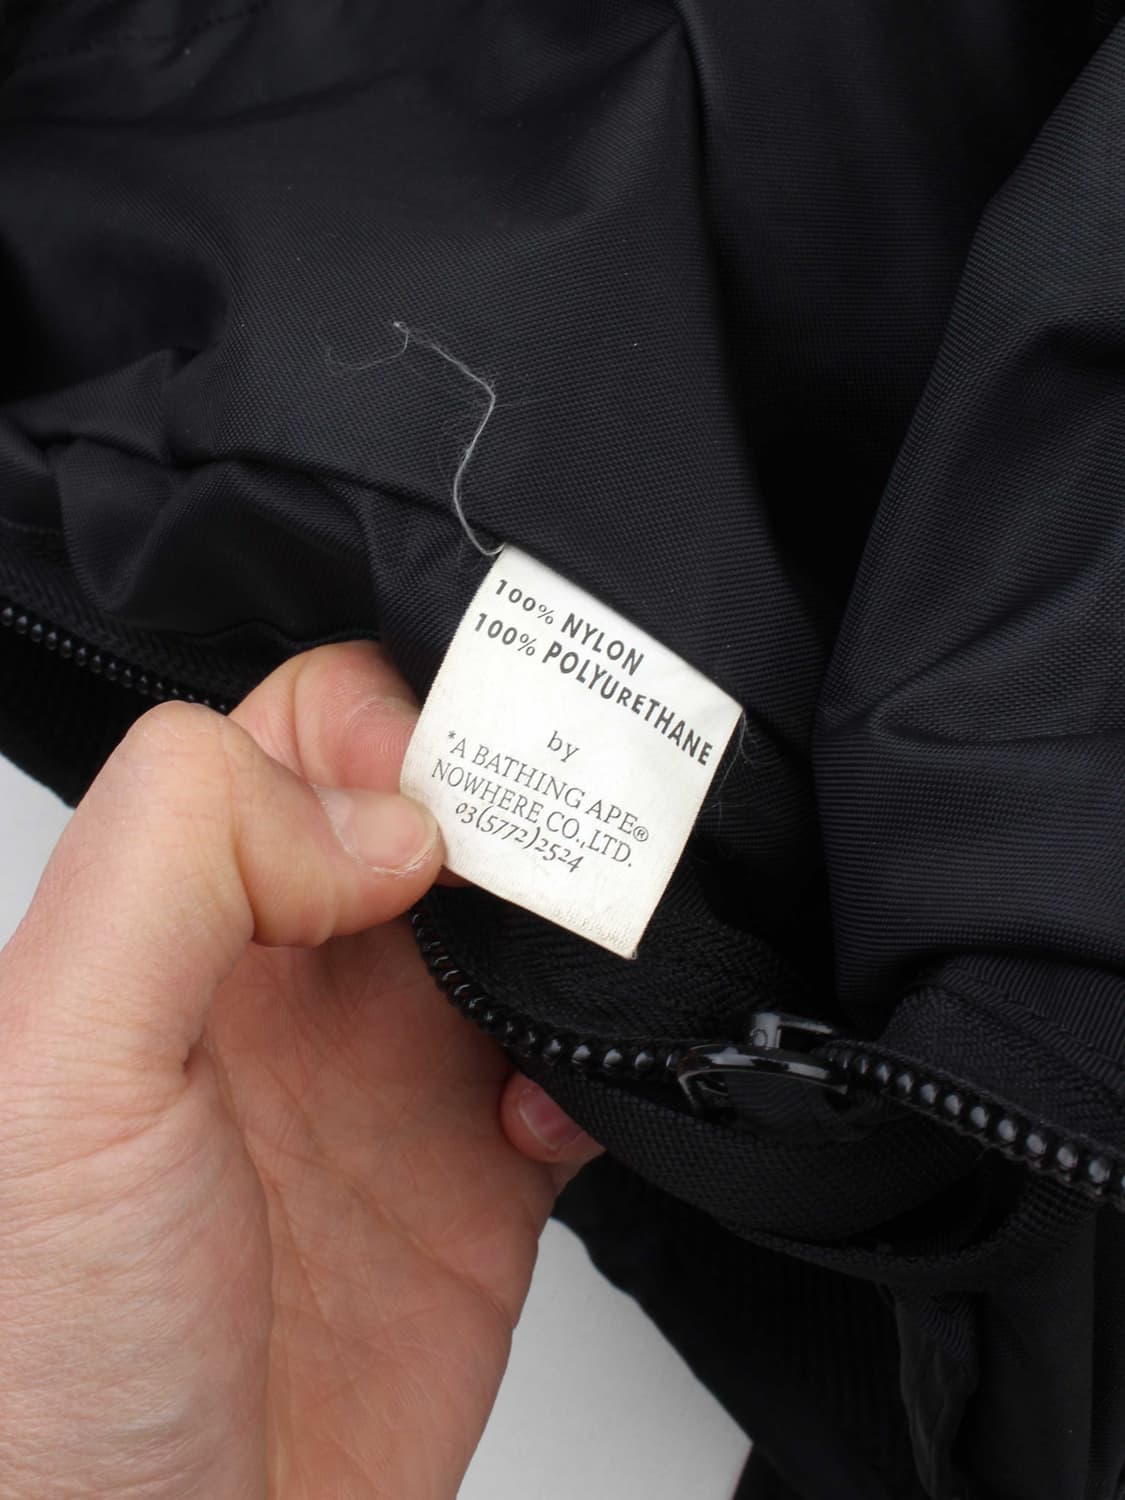 100% NYLON
100% POLYURETHANE
by
*A BATHING APE®
NOWHERE CO.,LTD.
03(5772)2524